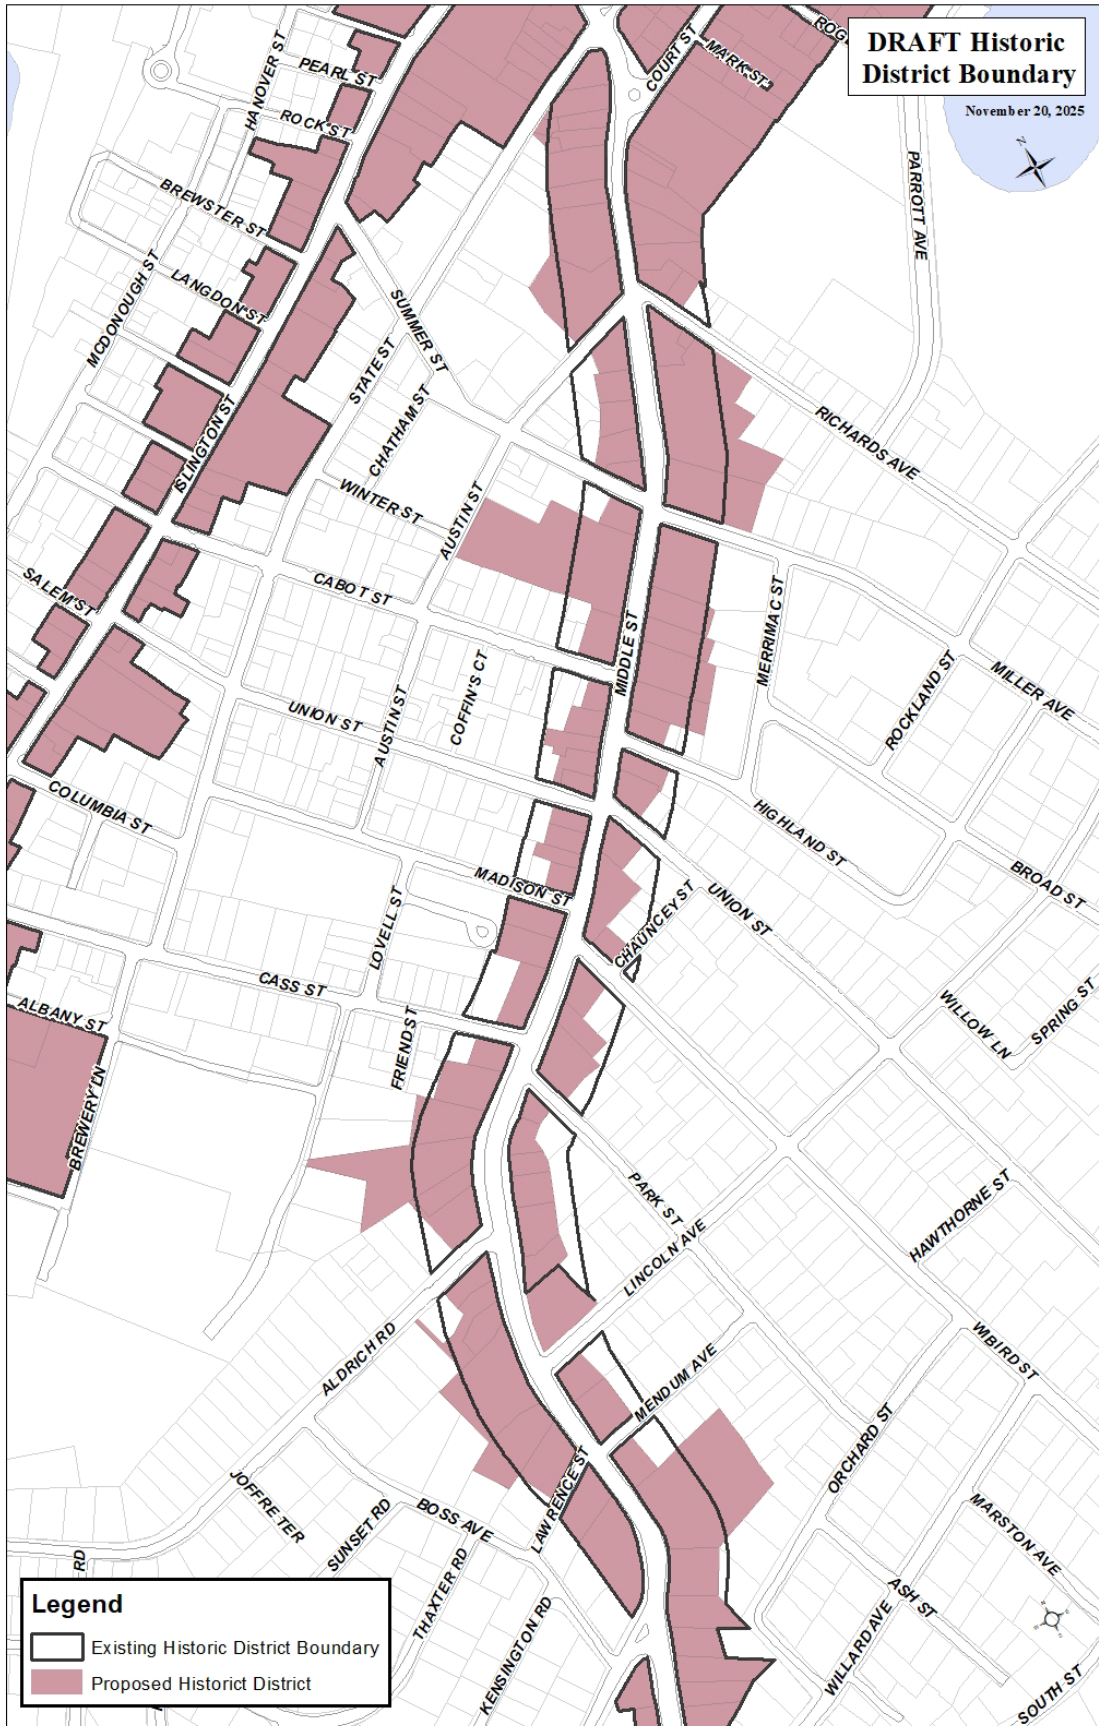 DRAFT Historic
District Boundary
November 20, 2025
N
HANOVER ST
PEARL ST
ROCK ST
COURT ST
MARK ST
BREWSTER ST
PARROTT AVE
LANGDON ST
MCDONOUGH ST
SUMMER ST
STATE ST
CHATHAM ST
ISLINGTON ST
RICHARDS AVE
WINTER ST
AUSTIN ST
CABOT ST
SALEM ST
MIDDLE ST
MERRIMAC ST
COFFIN'S CT
ROCKLAND ST
MILLER AVE
UNION ST
AUSTIN ST
COLUMBIA ST
HIGHLAND ST
MADISON ST
BROAD ST
LOVELL ST
CHAUNCEY ST
UNION ST
CASS ST
WILLOW LN
SPRING ST
ALBANY ST
FRIEND ST
BREWERY LN
PARK ST
HAWTHORNE ST
LINCOLN AVE
WIBIRD ST
ALDRICH RD
MENDUM AVE
ORCHARD ST
JOFFRE TER
SUNSET RD
BOSS AVE
LAWRENCE ST
MARSTON AVE
RD
THAXTER RD
ASH ST
KENSINGTON RD
WILLARD AVE
SOUTH ST
Legend
Existing Historic District Boundary
Proposed Historict District